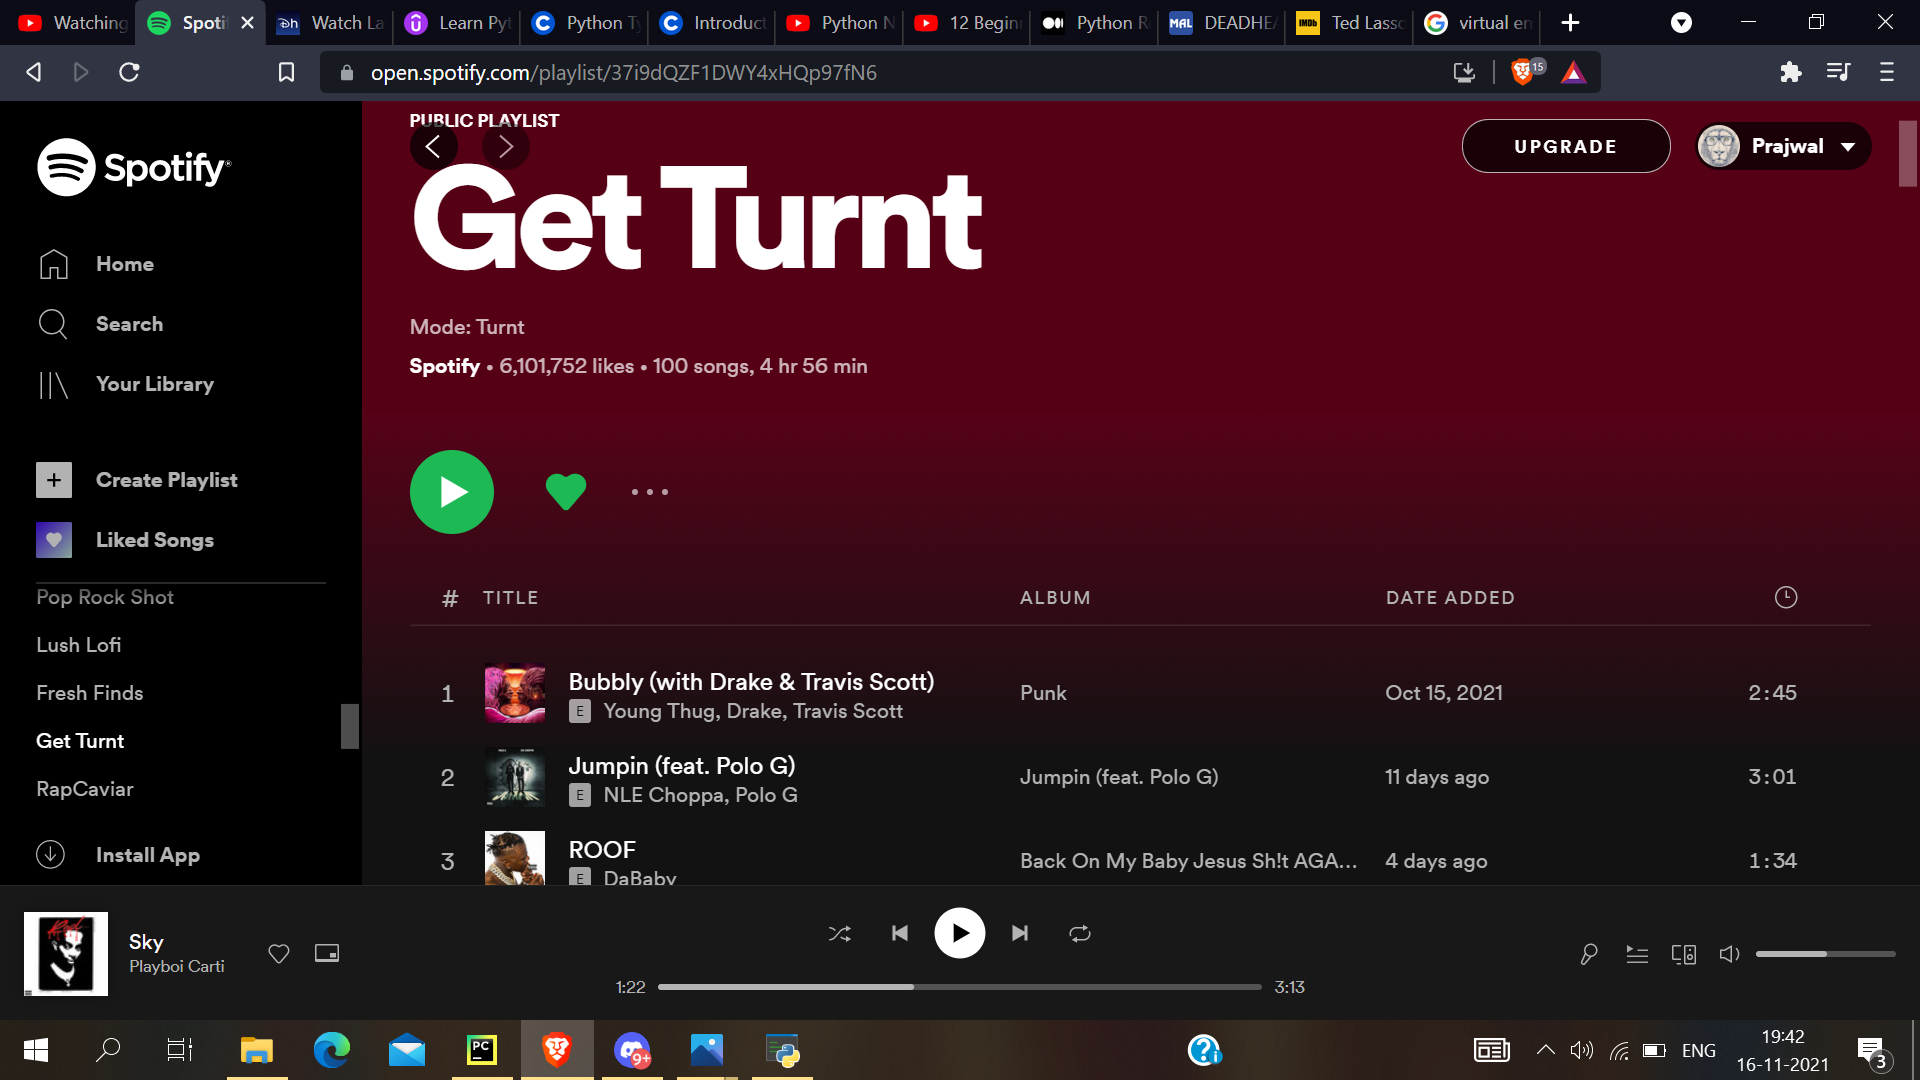 Watching
Spoti
Watch La
Learn Pyt
Python Ty
Introduct
Python N
12 Begin
Python R
MAL DEADHEA
IMDb Ted Lasso
virtual en
open.spotify.com/playlist/37i9dQZF1DWY4xHQp97fN6
15
Spotify
Home
Search
Your Library
Create Playlist
Liked Songs
Pop Rock Shot
Lush Lofi
Fresh Finds
Get Turnt
RapCaviar
Install App
PUBLIC PLAYLIST
UPGRADE
Prajwal
Get Turnt
Mode: Turnt
Spotify • 6,101,752 likes • 100 songs, 4 hr 56 min
# TITLE ALBUM DATE ADDED
1 Bubbly (with Drake & Travis Scott) Punk Oct 15, 2021 2:45
E Young Thug, Drake, Travis Scott
2 Jumpin (feat. Polo G) Jumpin (feat. Polo G) 11 days ago 3:01
E NLE Choppa, Polo G
3 ROOF Back On My Baby Jesus Sh!t AGA... 4 days ago 1:34
E DaBaby
Sky
Playboi Carti
1:22
3:13
PC
9+
ENG
19:42
16-11-2021
3